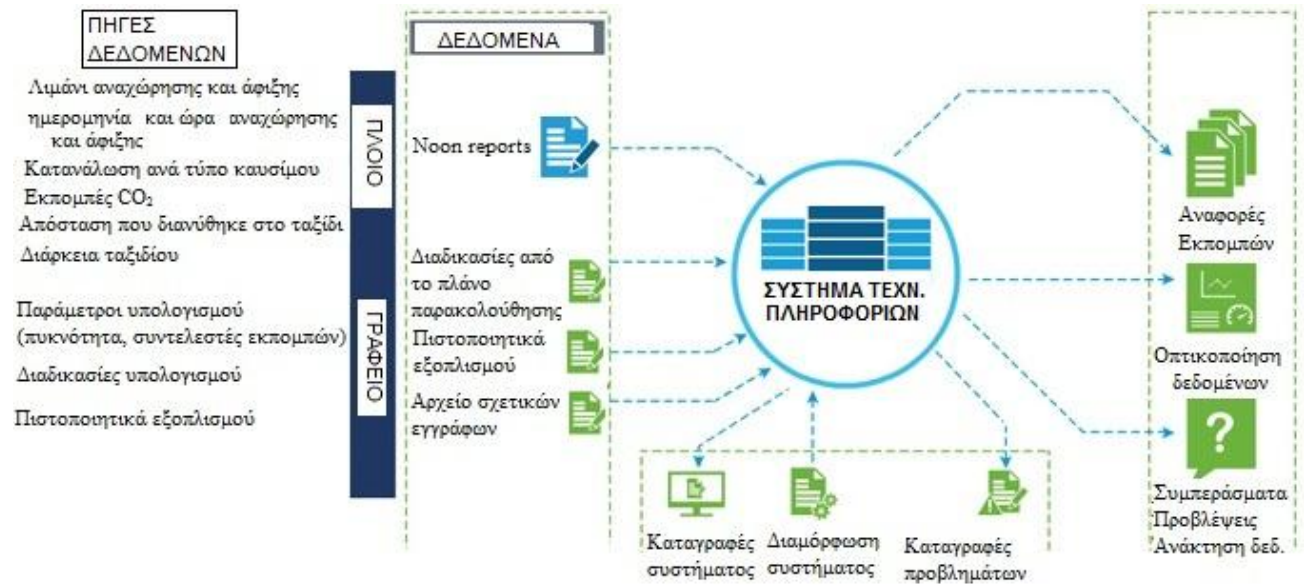 ΠΗΓΕΣ
ΔΕΔΟΜΕΝΩΝ
Λιμάνι αναχώρησης και άφιξης
ημερομηνία και ώρα αναχώρησης
και άφιξης
Κατανάλωση ανά τύπο καυσίμου
Εκπομπές CO₂
Απόσταση που διανύθηκε στο ταξίδι
Διάρκεια ταξιδίου
Παράμετροι υπολογισμού
(πυκνότητα, συντελεστές εκπομπών)
Διαδικασίες υπολογισμού
Πιστοποιητικά εξοπλισμού
ΠΛΟΙΟ
ΓΡΑΦΕΙΟ
ΔΕΔΟΜΕΝΑ
Noon reports
Διαδικασίες από
το πλάνο
παρακολούθησης
Πιστοποιητικά
εξοπλισμού
Αρχείο σχετικών
εγγράφων
ΣΥΣΤΗΜΑ ΤΕΧΝ.
ΠΛΗΡΟΦΟΡΙΩΝ
Καταγραφές
συστήματος
Διαμόρφωση
συστήματος
Καταγραφές
προβλημάτων
Αναφορές
Εκπομπών
Οπτικοποίηση
δεδομένων
?
Συμπεράσματα
Προβλέψεις
Ανάκτηση δεδ.